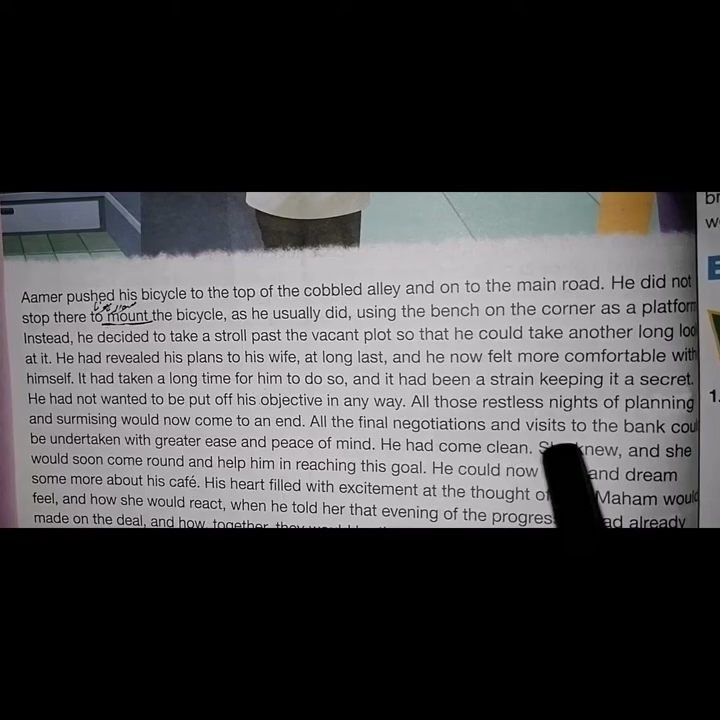 br
w
E
Aamer pushed his bicycle to the top of the cobbled alley and on to the main road. He did not
سوار ہونا
stop there to mount the bicycle, as he usually did, using the bench on the corner as a platform
Instead, he decided to take a stroll past the vacant plot so that he could take another long loo
at it. He had revealed his plans to his wife, at long last, and he now felt more comfortable with
himself. It had taken a long time for him to do so, and it had been a strain keeping it a secret.
He had not wanted to be put off his objective in any way. All those restless nights of planning
1.
and surmising would now come to an end. All the final negotiations and visits to the bank coul
be undertaken with greater ease and peace of mind. He had come clean. She knew, and she
would soon come round and help him in reaching this goal. He could now and dream
some more about his café. His heart filled with excitement at the thought of Maham would
feel, and how she would react, when he told her that evening of the progress ad already
made on the deal, and how, together, they